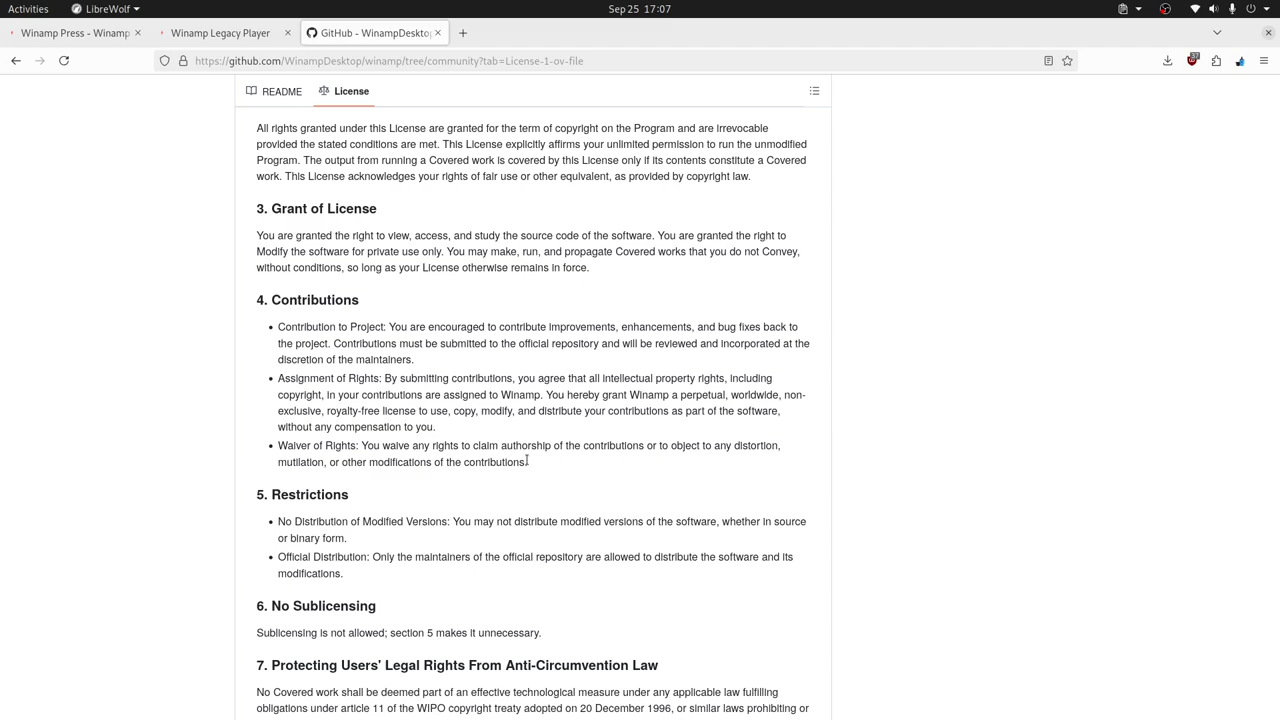 Activities
LibreWolf
Sep 25 17:07
Winamp Press - Winamp
Winamp Legacy Player
GitHub - WinampDeskto
https://github.com/WinampDesktop/winamp/tree/community?tab=License-1-ov-file
37
README
License
All rights granted under this License are granted for the term of copyright on the Program and are irrevocable
provided the stated conditions are met. This License explicitly affirms your unlimited permission to run the unmodified
Program. The output from running a Covered work is covered by this License only if its contents constitute a Covered
work. This License acknowledges your rights of fair use or other equivalent, as provided by copyright law.
3. Grant of License
You are granted the right to view, access, and study the source code of the software. You are granted the right to
Modify the software for private use only. You may make, run, and propagate Covered works that you do not Convey,
without conditions, so long as your License otherwise remains in force.
4. Contributions
• Contribution to Project: You are encouraged to contribute improvements, enhancements, and bug fixes back to
the project. Contributions must be submitted to the official repository and will be reviewed and incorporated at the
discretion of the maintainers.
• Assignment of Rights: By submitting contributions, you agree that all intellectual property rights, including
copyright, in your contributions are assigned to Winamp. You hereby grant Winamp a perpetual, worldwide, non-
exclusive, royalty-free license to use, copy, modify, and distribute your contributions as part of the software,
without any compensation to you.
• Waiver of Rights: You waive any rights to claim authorship of the contributions or to object to any distortion,
mutilation, or other modifications of the contributions.
5. Restrictions
• No Distribution of Modified Versions: You may not distribute modified versions of the software, whether in source
or binary form.
• Official Distribution: Only the maintainers of the official repository are allowed to distribute the software and its
modifications.
6. No Sublicensing
Sublicensing is not allowed; section 5 makes it unnecessary.
7. Protecting Users' Legal Rights From Anti-Circumvention Law
No Covered work shall be deemed part of an effective technological measure under any applicable law fulfilling
obligations under article 11 of the WIPO copyright treaty adopted on 20 December 1996, or similar laws prohibiting or